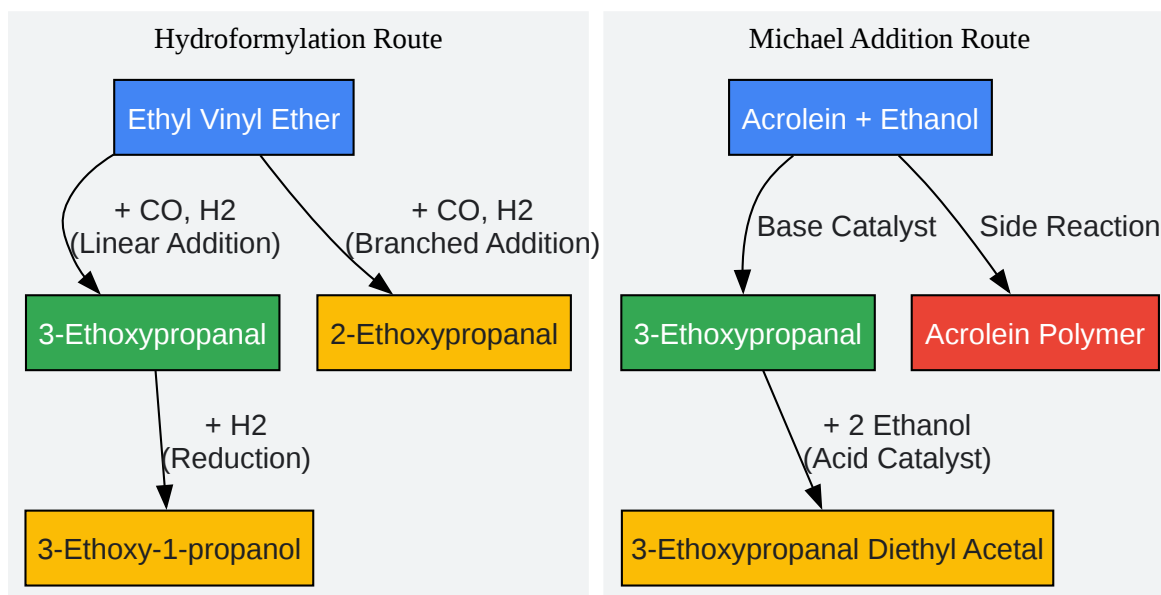 Hydroformylation Route
Ethyl Vinyl Ether
+ CO, H2
(Linear Addition)
+ CO, H2
(Branched Addition)
3-Ethoxypropanal
2-Ethoxypropanal
+ H2
(Reduction)
3-Ethoxy-1-propanol
Michael Addition Route
Acrolein + Ethanol
Base Catalyst
Side Reaction
3-Ethoxypropanal
Acrolein Polymer
+ 2 Ethanol
(Acid Catalyst)
3-Ethoxypropanal Diethyl Acetal